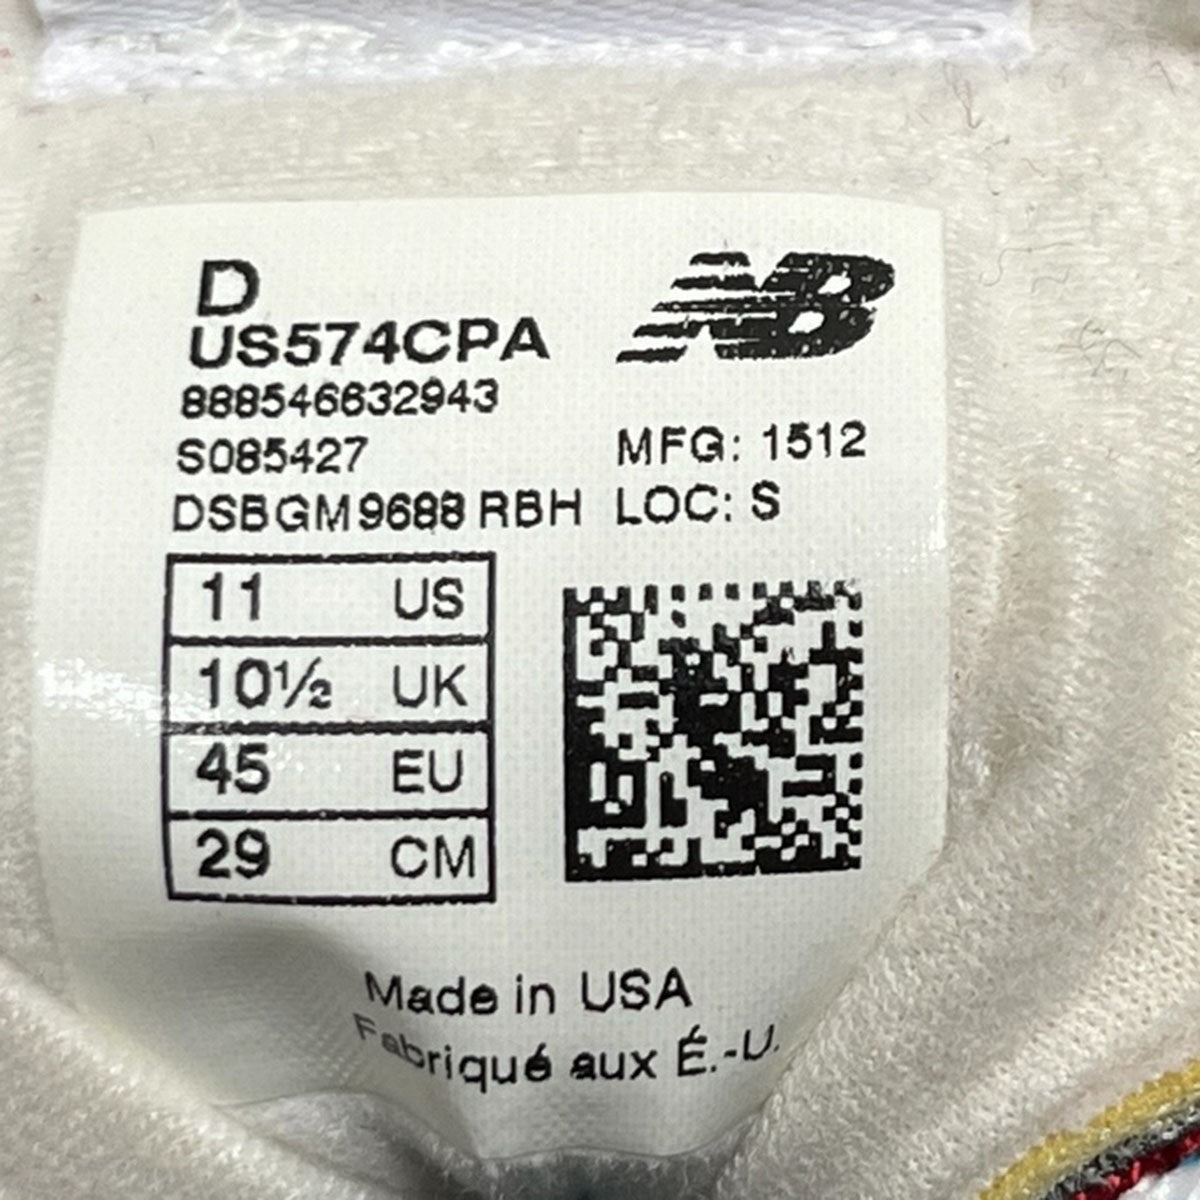 D
NB
US574CPA
888546632943
S085427
MFG: 1512
DSBGM9688 RBH
LOC: S
11 US
10½ UK
45 EU
29 CM
Made in USA
Fabriqué aux É.-U.